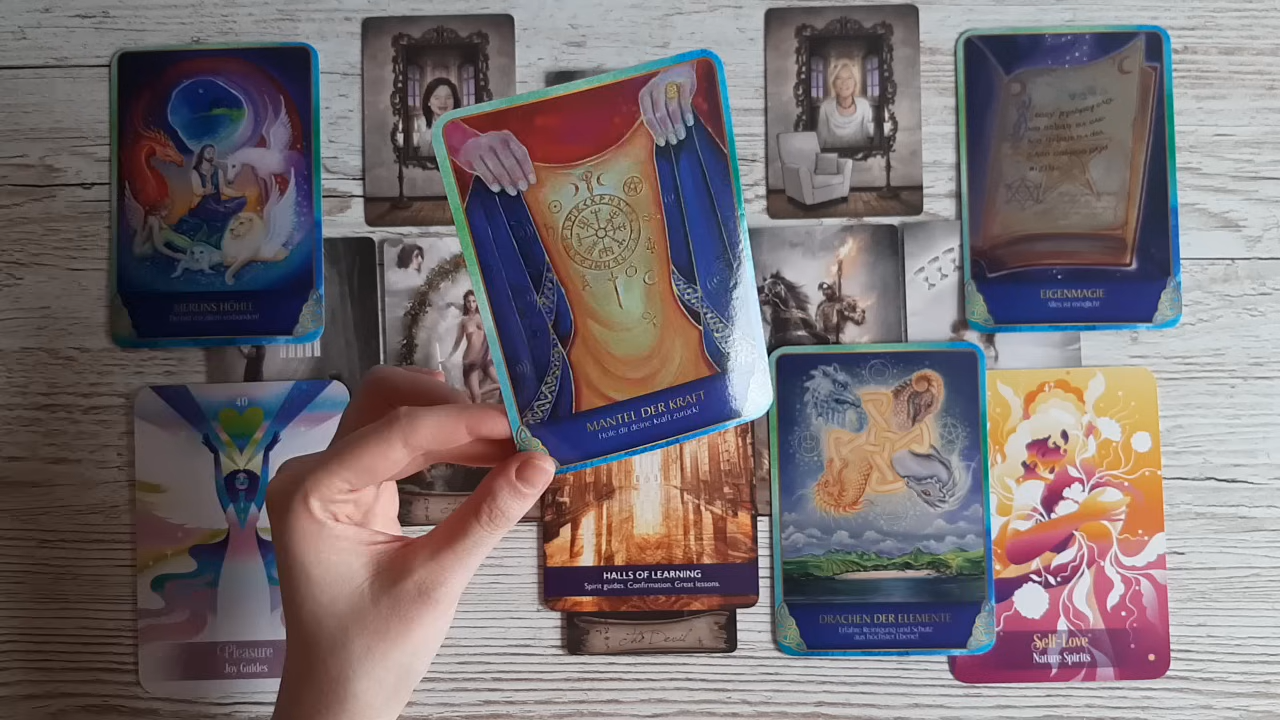 MERLINS HÖHLE
MANTEL DER KRAFT
Hole dir deine Kraft zurück!
EIGENMAGIE
Alles ist möglich!
40
Pleasure
Joy Guides
HALLS OF LEARNING
Spirit guides. Confirmation. Great lessons.
The Devil
DRACHEN DER ELEMENTE
Erfahre Reinigung und Schutz
aus höchster Ebene!
Self-Love
Nature Spirits